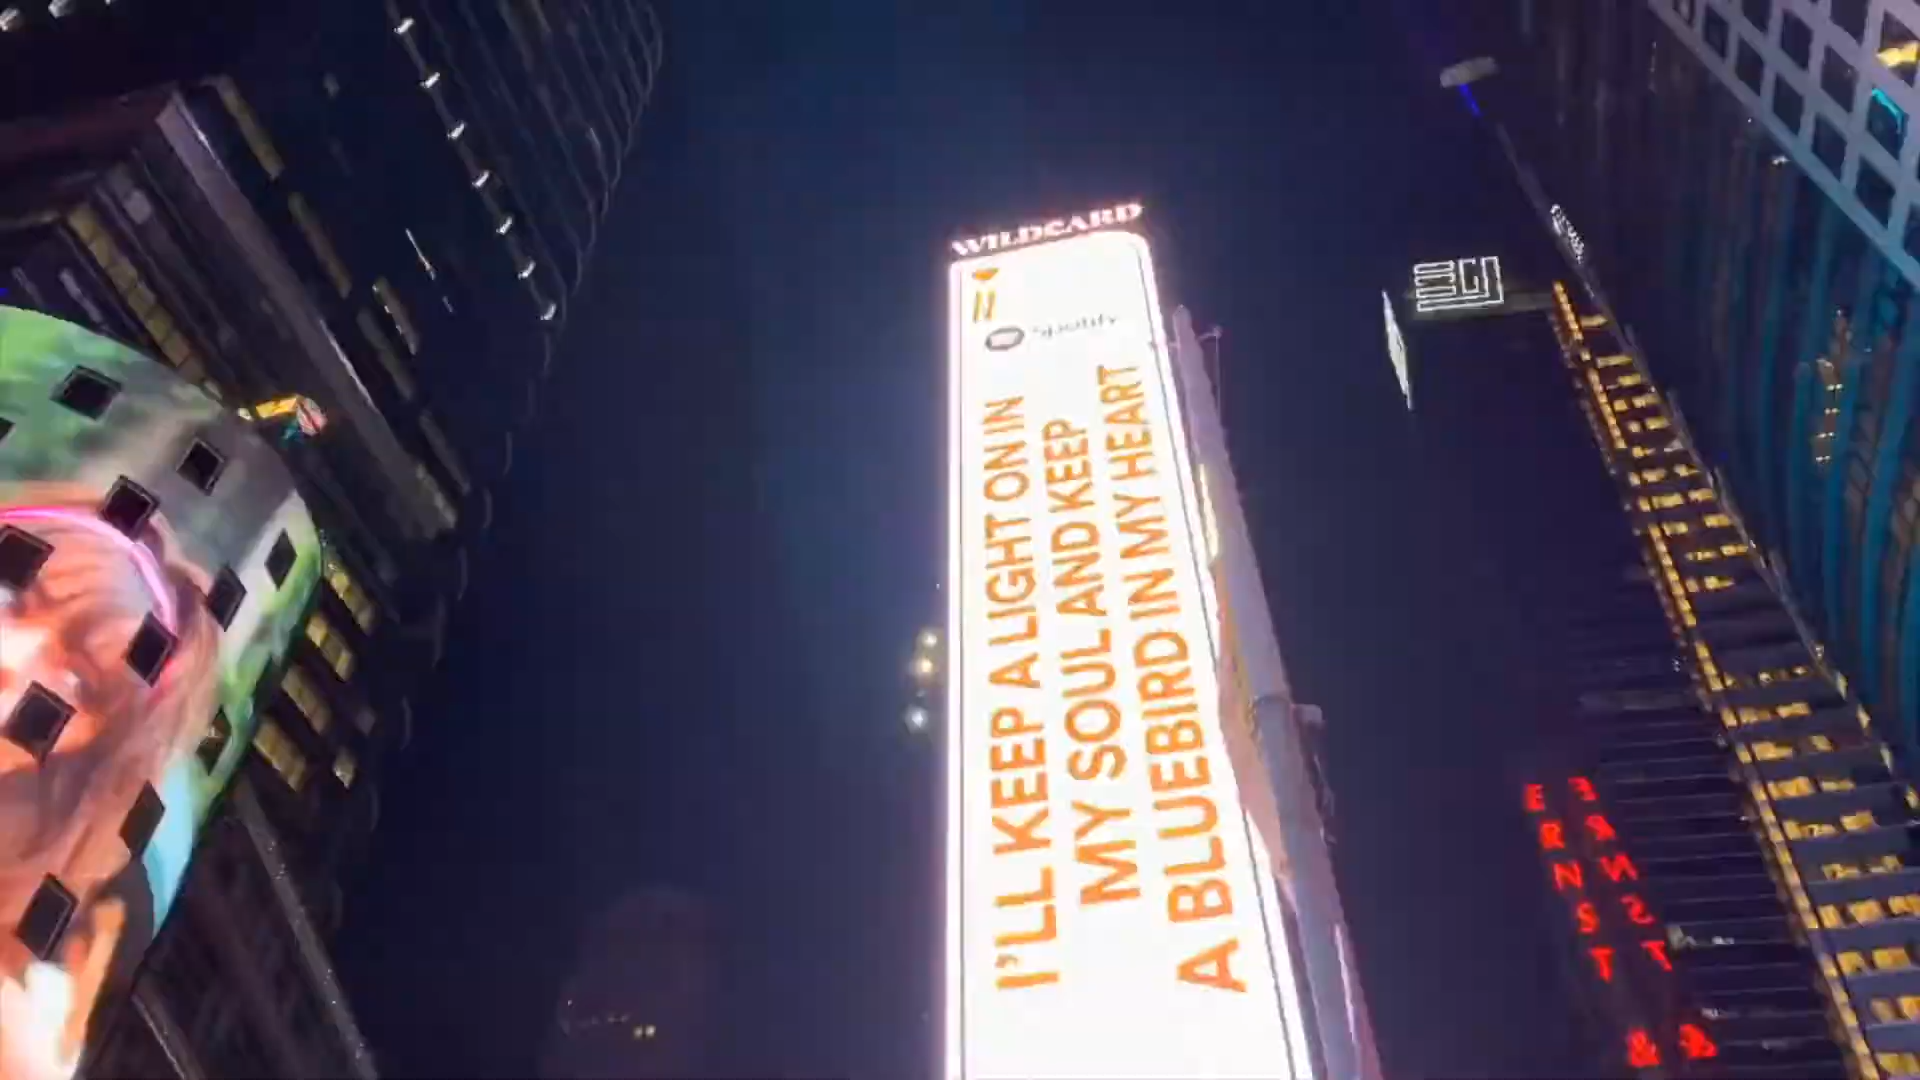 WILDCARD
Spotify
I'LL KEEP A LIGHT ON IN
MY SOUL AND KEEP
A BLUEBIRD IN MY HEART
ERNST
&
ERNST
&